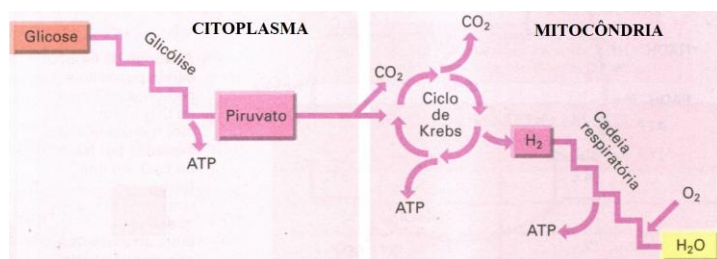 CITOPLASMA
MITOCÔNDRIA
Glicose
Glicólise
Piruvato
ATP
CO₂
CO₂
Ciclo
de
Krebs
ATP
H₂
Cadeia
respiratória
ATP
O₂
H₂O